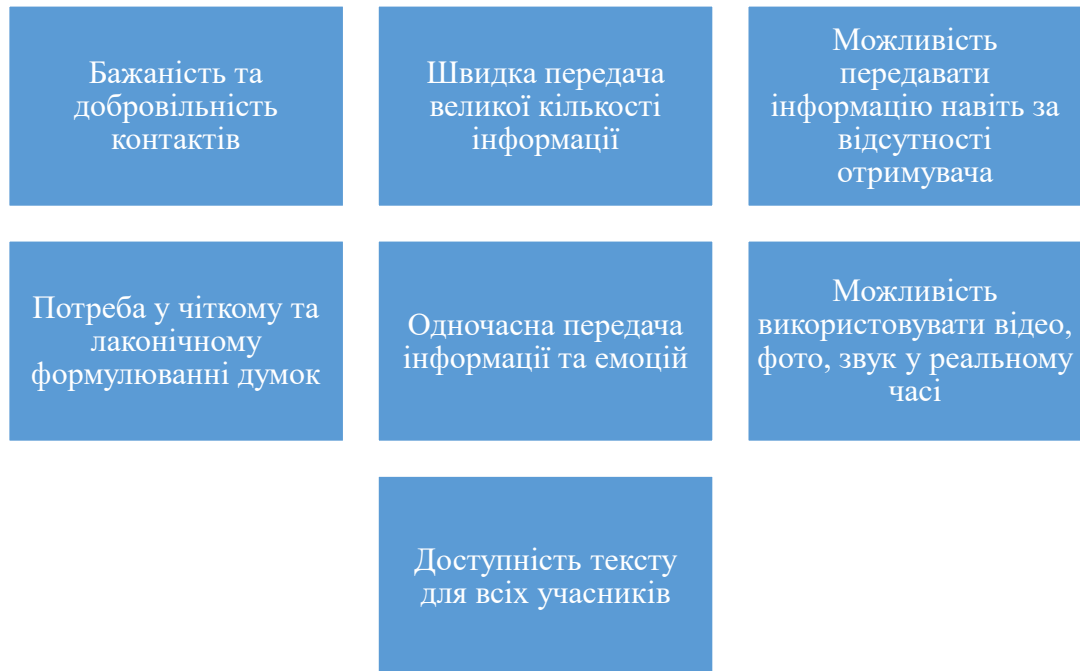 Бажаність та
добровільність
контактів
Швидка передача
великої кількості
інформації
Можливість
передавати
інформацію навіть за
відсутності
отримувача
Потреба у чіткому та
лаконічному
формулюванні думок
Одночасна передача
інформації та емоцій
Можливість
використовувати відео,
фото, звук у реальному
часі
Доступність тексту
для всіх учасників